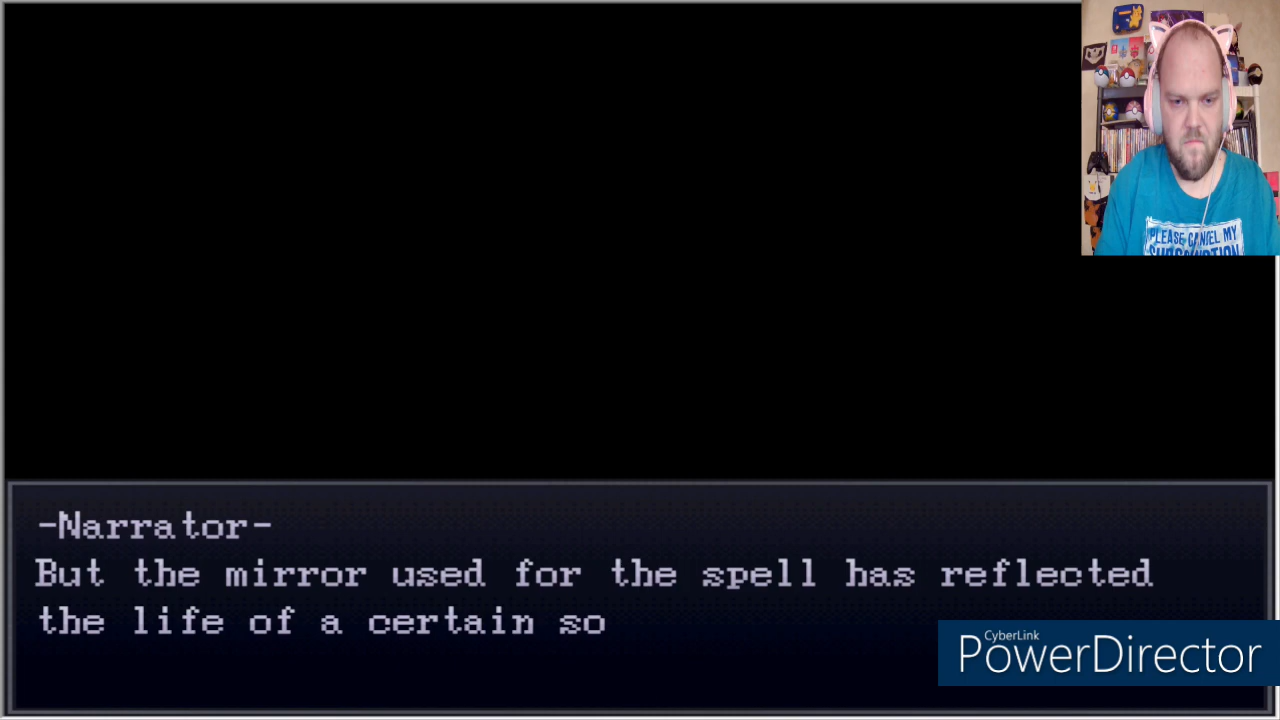 PLEASE CANCEL MY
SUBSCRIPTION
-Narrator-
But the mirror used for the spell has reflected
the life of a certain so
CyberLink
PowerDirector